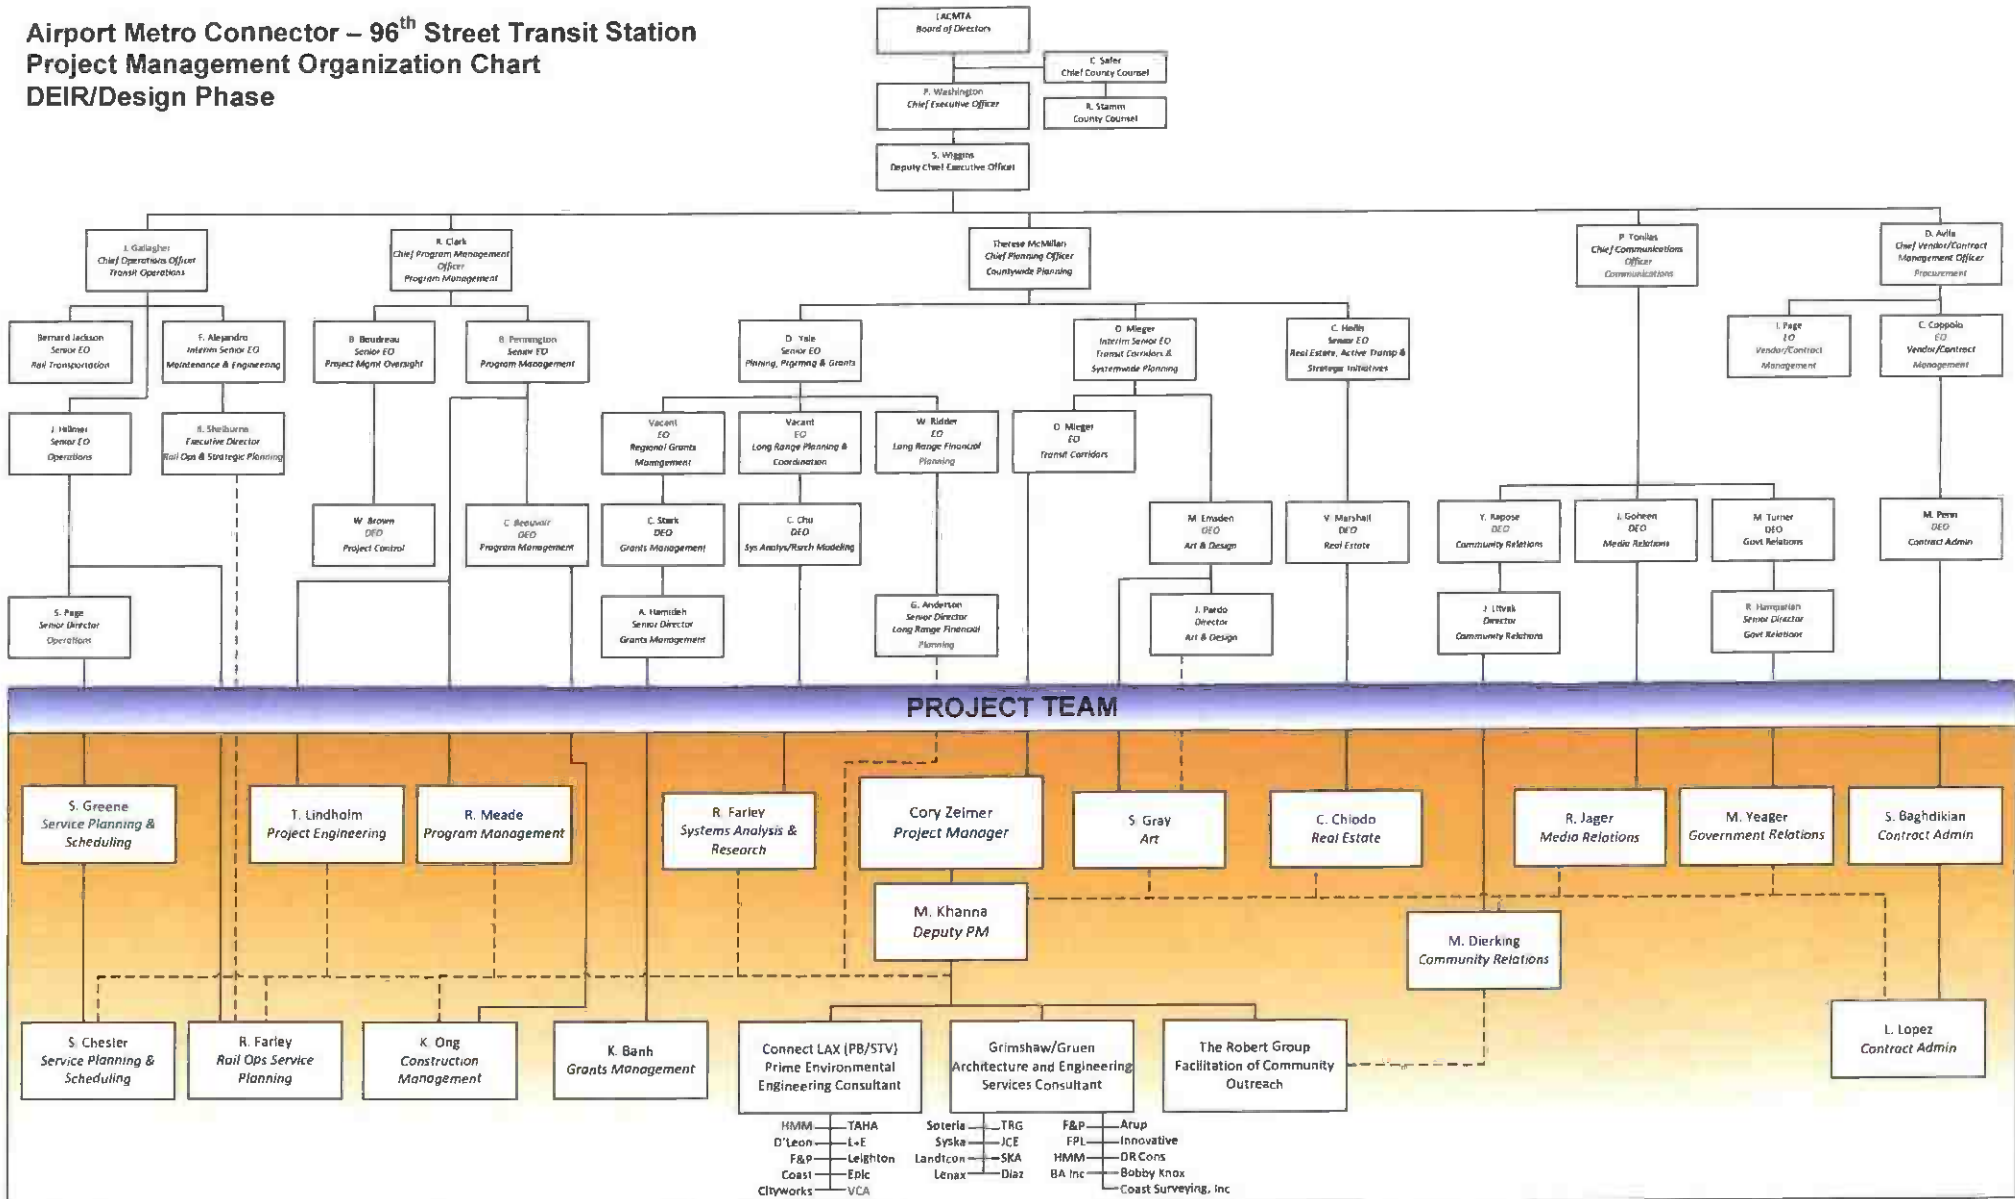 Airport Metro Connector – 96th Street Transit Station
Project Management Organization Chart
DEIR/Design Phase
LACMTA
Board of Directors
C. Safer
Chief County Counsel
P. Washington
Chief Executive Officer
R. Stamm
County Counsel
S. Wiggins
Deputy Chief Executive Officer
J. Gallagher
Chief Operations Officer
Transit Operations
R. Clark
Chief Program Management
Officer
Program Management
Therese McMillan
Chief Planning Officer
Countywide Planning
P. Tonilas
Chief Communications
Officer
Communications
D. Avila
Chief Vendor/Contract
Management Officer
Procurement
Bernard Jackson
Senior EO
Rail Transportation
F. Alejandro
Interim Senior EO
Maintenance & Engineering
B Boudreau
Senior EO
Project Mgmt Oversight
B. Pennington
Senior EO
Program Management
D. Yale
Senior EO
Planing, Prgrmng & Grants
D. Mieger
Interim Senior EO
Transit Corridors &
Systemwide Planning
C. Hodis
Senior EO
Real Estate, Active Transp &
Strategic Initiatives
I. Page
EO
Vendor/Contract
Management
C. Coppolo
EO
Vendor/Contract
Management
J. Hillmer
Senior EO
Operations
B. Shelburne
Executive Director
Rail Ops & Strategic Planning
Vacant
EO
Regional Grants
Management
Vacant
EO
Long Range Planning &
Coordination
W. Ridder
EO
Long Range Financial
Planning
D. Mieger
EO
Transit Corridors
W. Brown
DEO
Project Control
C. Beauvoir
DEO
Program Management
C. Stark
DEO
Grants Management
C. Chu
DEO
Sys Analys/Rsrch Modeling
M. Emsden
DEO
Art & Design
V. Marshall
DEO
Real Estate
Y. Rapose
DEO
Community Relations
J. Goheen
DEO
Media Relations
M. Turner
DEO
Govt Relations
M. Penn
DEO
Contract Admin
S. Page
Senior Director
Operations
A. Hamideh
Senior Director
Grants Management
G. Anderson
Senior Director
Long Range Financial
Planning
J. Pardo
Director
Art & Design
J. Litvak
Director
Community Relations
R. Hamparian
Senior Director
Govt Relations
PROJECT TEAM
S. Greene
Service Planning &
Scheduling
T. Lindholm
Project Engineering
R. Meade
Program Management
R. Farley
Systems Analysis &
Research
Cory Zelmer
Project Manager
S. Gray
Art
C. Chiodo
Real Estate
R. Jager
Media Relations
M. Yeager
Government Relations
S. Baghdikian
Contract Admin
M. Khanna
Deputy PM
M. Dierking
Community Relations
S. Chesler
Service Planning &
Scheduling
R. Farley
Rail Ops Service
Planning
K. Ong
Construction
Management
K. Banh
Grants Management
Connect LAX (PB/STV)
Prime Environmental
Engineering Consultant
Grimshaw/Gruen
Architecture and Engineering
Services Consultant
The Robert Group
Facilitation of Community
Outreach
L. Lopez
Contract Admin
HMM TAHA
D'Leon L+E
F&P Leighton
Coast Epic
Cityworks VCA
Soteria TRG
Syska JCE
Landtcon SKA
Lenax Diaz
F&P Arup
FPL Innovative
HMM DR Cons
BA Inc Bobby Knox
Coast Surveying, Inc